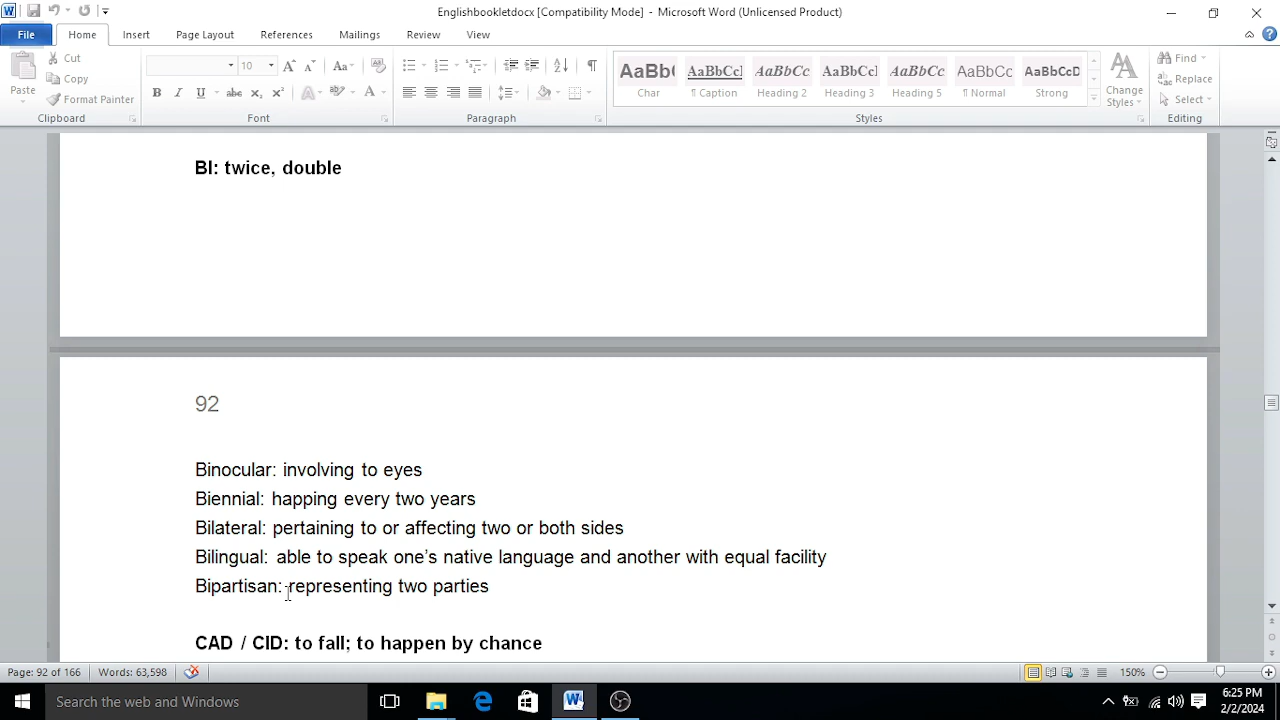 Englishbookletdocx [Compatibility Mode] - Microsoft Word (Unlicensed Product)
File Home Insert Page Layout References Mailings Review View
Paste
Cut
Copy
Format Painter
Clipboard
10
Font
Paragraph
AaBb( AaBbCcl AaBbCc AaBbCcl AaBbCc AaBbCc AaBbCcD
Char ¶ Caption Heading 2 Heading 3 Heading 5 ¶ Normal Strong
Styles
Change Styles
Find
Replace
Select
Editing
BI: twice, double
92
Binocular: involving to eyes
Biennial: happing every two years
Bilateral: pertaining to or affecting two or both sides
Bilingual: able to speak one’s native language and another with equal facility
Bipartisan: representing two parties
CAD / CID: to fall; to happen by chance
Page: 92 of 166 Words: 63,598 150%
Search the web and Windows
6:25 PM
2/2/2024